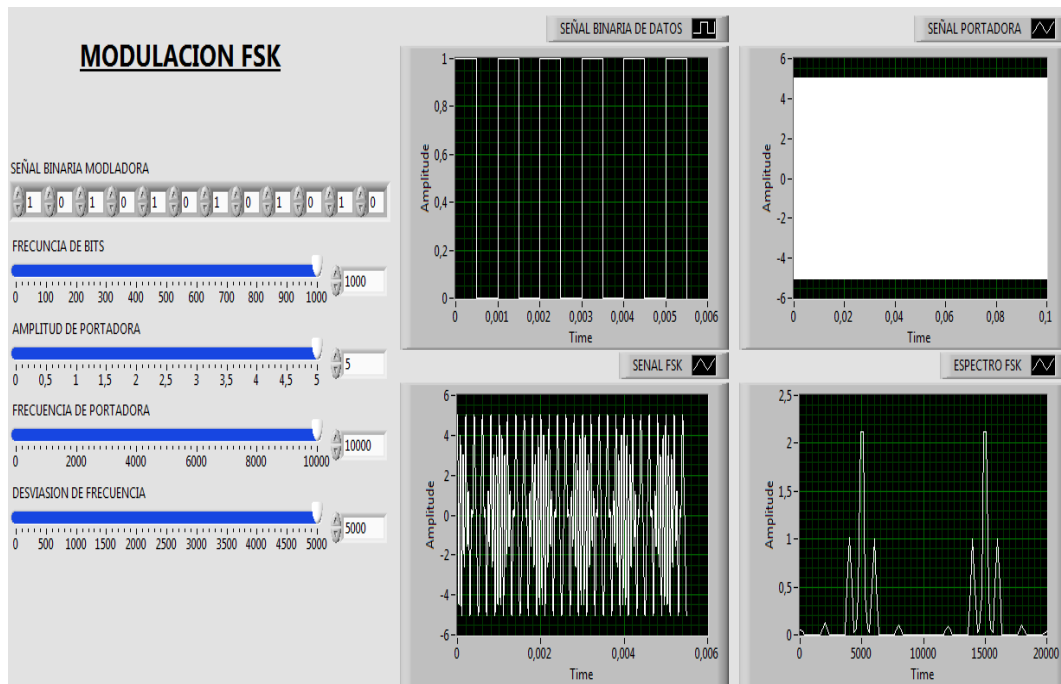 MODULACION FSK
SEÑAL BINARIA MODLADORA
1 0 1 0 1 0 1 0 1 0 1 0
FRECUNCIA DE BITS
0 100 200 300 400 500 600 700 800 900 1000
1000
AMPLITUD DE PORTADORA
0 0,5 1 1,5 2 2,5 3 3,5 4 4,5 5
5
FRECUENCIA DE PORTADORA
0 2000 4000 6000 8000 10000
10000
DESVIASION DE FRECUENCIA
0 500 1000 1500 2000 2500 3000 3500 4000 4500 5000
5000
SEÑAL BINARIA DE DATOS
Amplitude
1
0,8
0,6
0,4
0,2
0
0 0,001 0,002 0,003 0,004 0,005 0,006
Time
SEÑAL PORTADORA
Amplitude
6
4
2
0
-2
-4
-6
0 0,02 0,04 0,06 0,08 0,1
Time
SENAL FSK
Amplitude
6
4
2
0
-2
-4
-6
0 0,002 0,004 0,006
Time
ESPECTRO FSK
Amplitude
2,5
2
1,5
1
0,5
0
0 5000 10000 15000 20000
Time